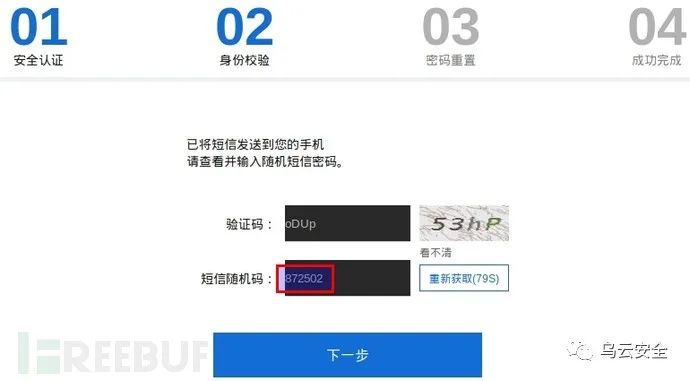 01 02 03 04
安全认证 身份校验 密码重置 成功完成
已将短信发送到您的手机
请查看并输入随机短信密码。
验证码： oDUp 53hP
看不清
短信随机码： 872502 重新获取(79S)
下一步
FREEBUF 乌云安全